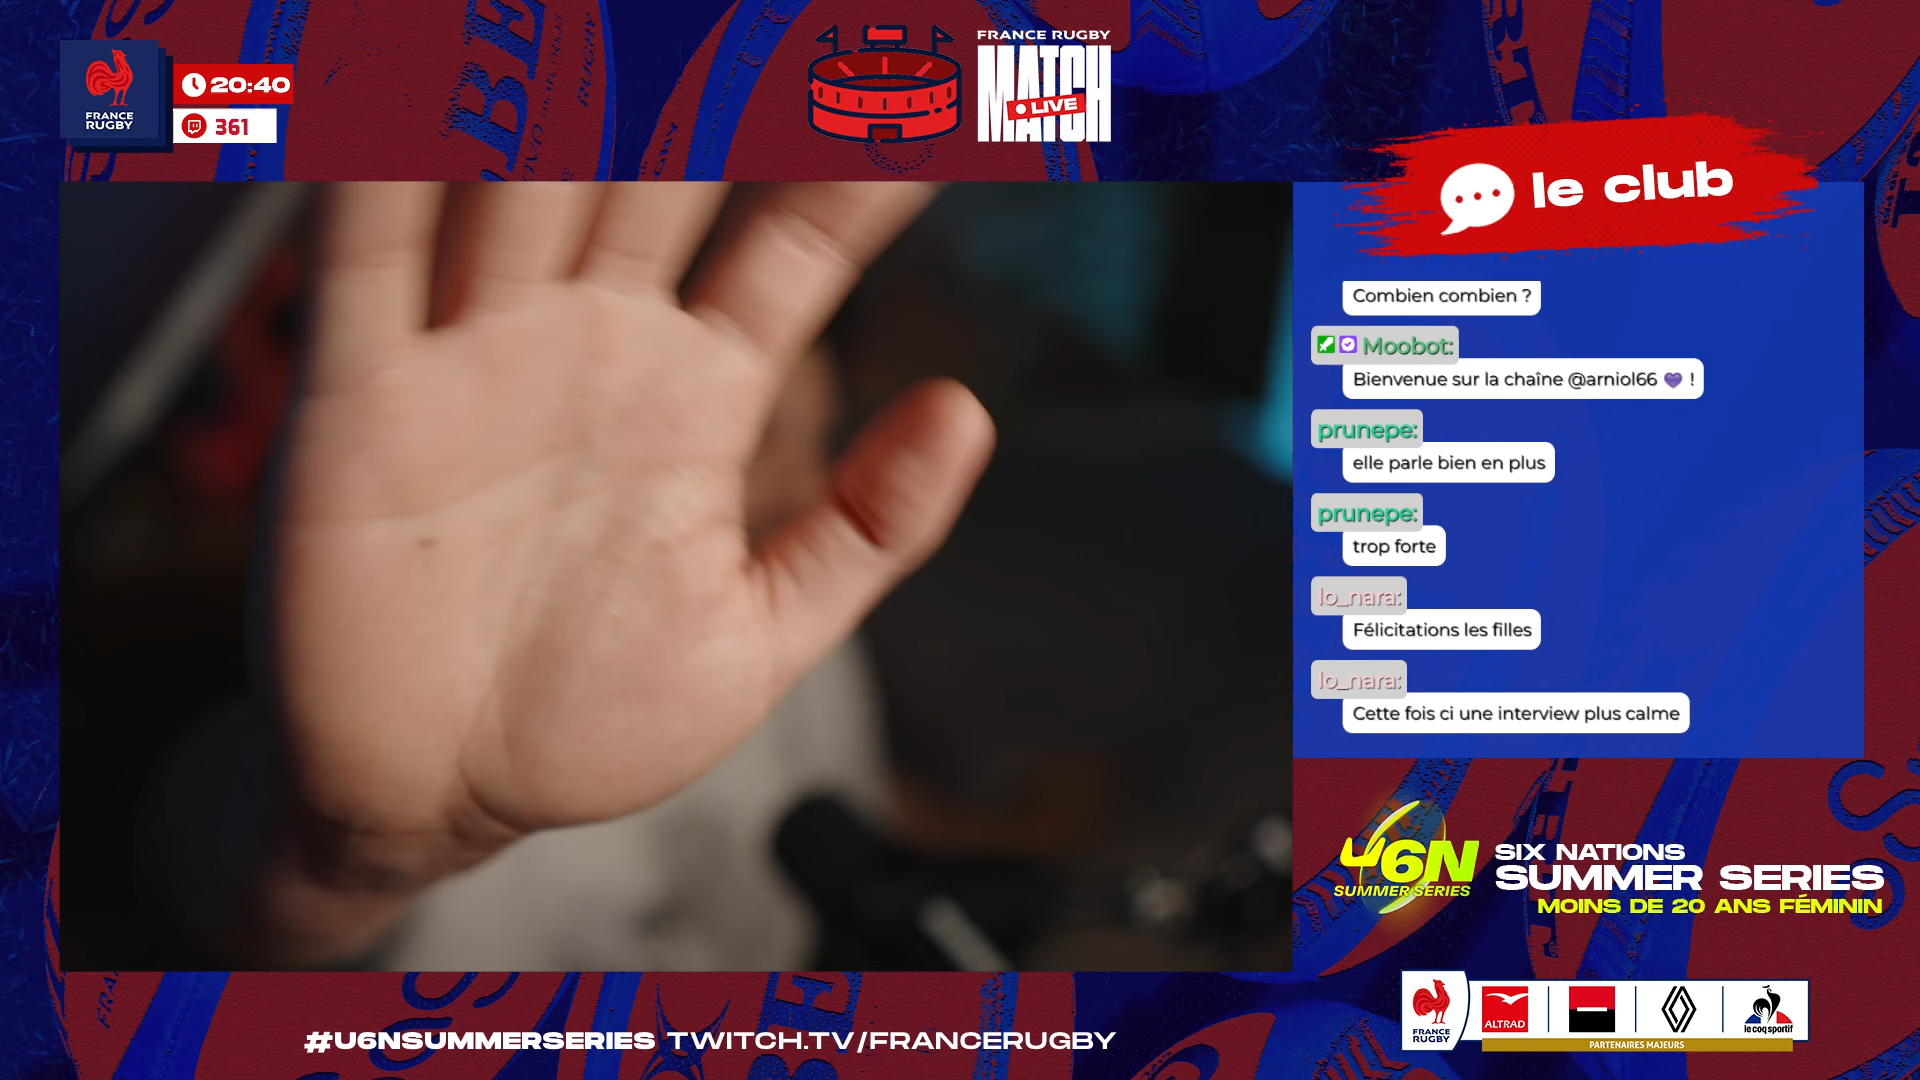 FRANCE
RUGBY
20:40
361
FRANCE RUGBY
MATCH
LIVE
le club
Combien combien ?
Moobot:
Bienvenue sur la chaîne @arniol66 💜 !
prunepe:
elle parle bien en plus
prunepe:
trop forte
lo_nara:
Félicitations les filles
lo_nara:
Cette fois ci une interview plus calme
U6N
SUMMER SERIES
SIX NATIONS
SUMMER SERIES
MOINS DE 20 ANS FÉMININ
#U6NSUMMERSERIES TWITCH.TV/FRANCERUGBY
FRANCE
RUGBY
ALTRAD
le coq sportif
PARTENAIRES MAJEURS